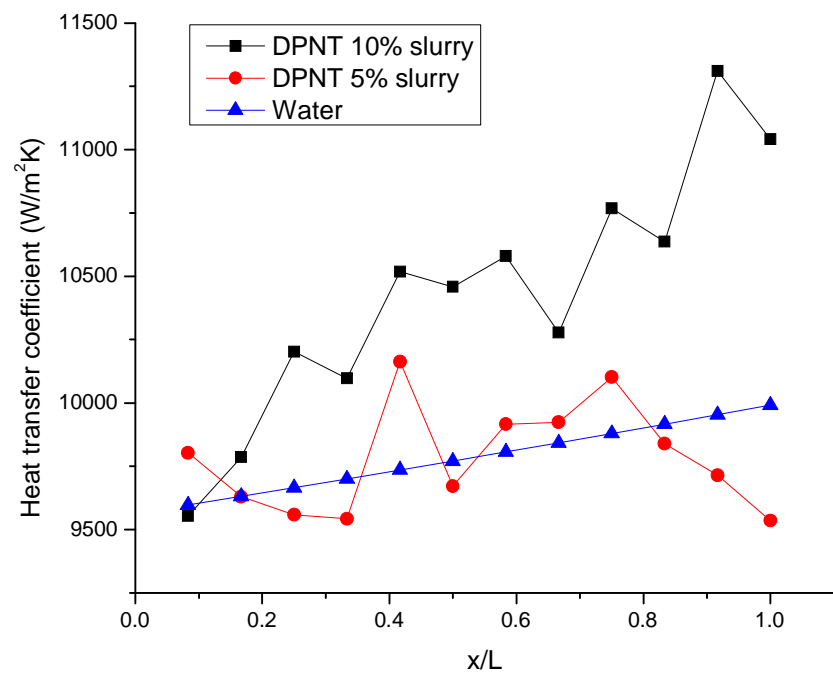 11500
11000
10500
10000
9500
Heat transfer coefficient (W/m²K)
DPNT 10% slurry
DPNT 5% slurry
Water
0.0 0.2 0.4 0.6 0.8 1.0
x/L